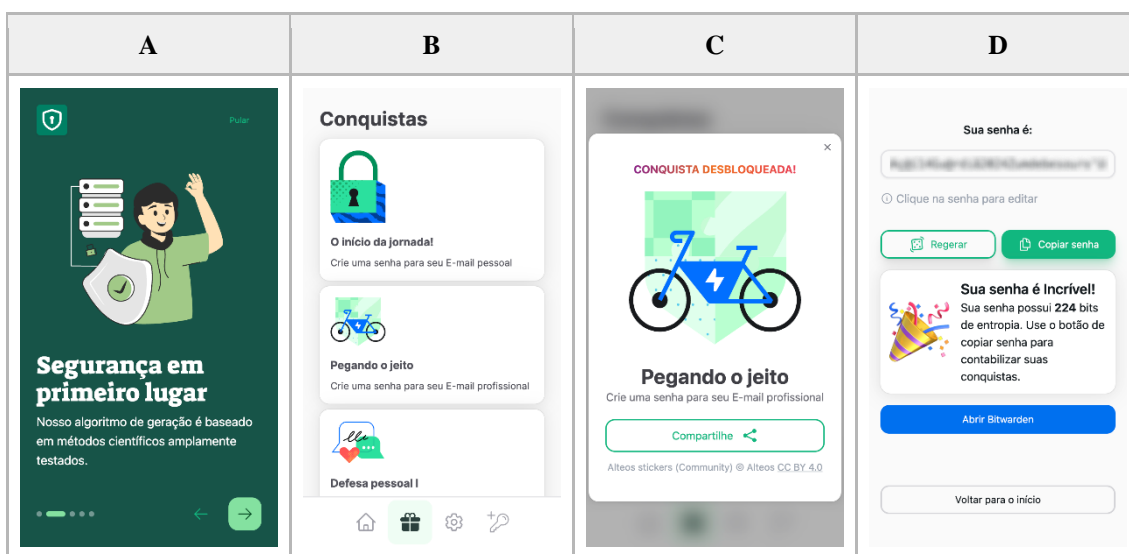 A
B
C
D
Pular
Segurança em
primeiro lugar
Nosso algoritmo de geração é baseado
em métodos científicos amplamente
testados.
Conquistas
O início da jornada!
Crie uma senha para seu E-mail pessoal
Pegando o jeito
Crie uma senha para seu E-mail profissional
Defesa pessoal I
CONQUISTA DESBLOQUEADA!
Pegando o jeito
Crie uma senha para seu E-mail profissional
Compartilhe
Alteos stickers (Community) © Alteos CC BY 4.0
Sua senha é:
Clique na senha para editar
Regerar
Copiar senha
Sua senha é Incrível!
Sua senha possui 224 bits
de entropia. Use o botão de
copiar senha para
contabilizar suas
conquistas.
Abrir Bitwarden
Voltar para o início